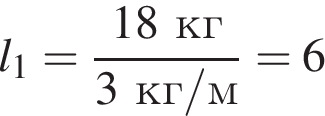 l₁ = 18 кг / 3 кг/м = 6